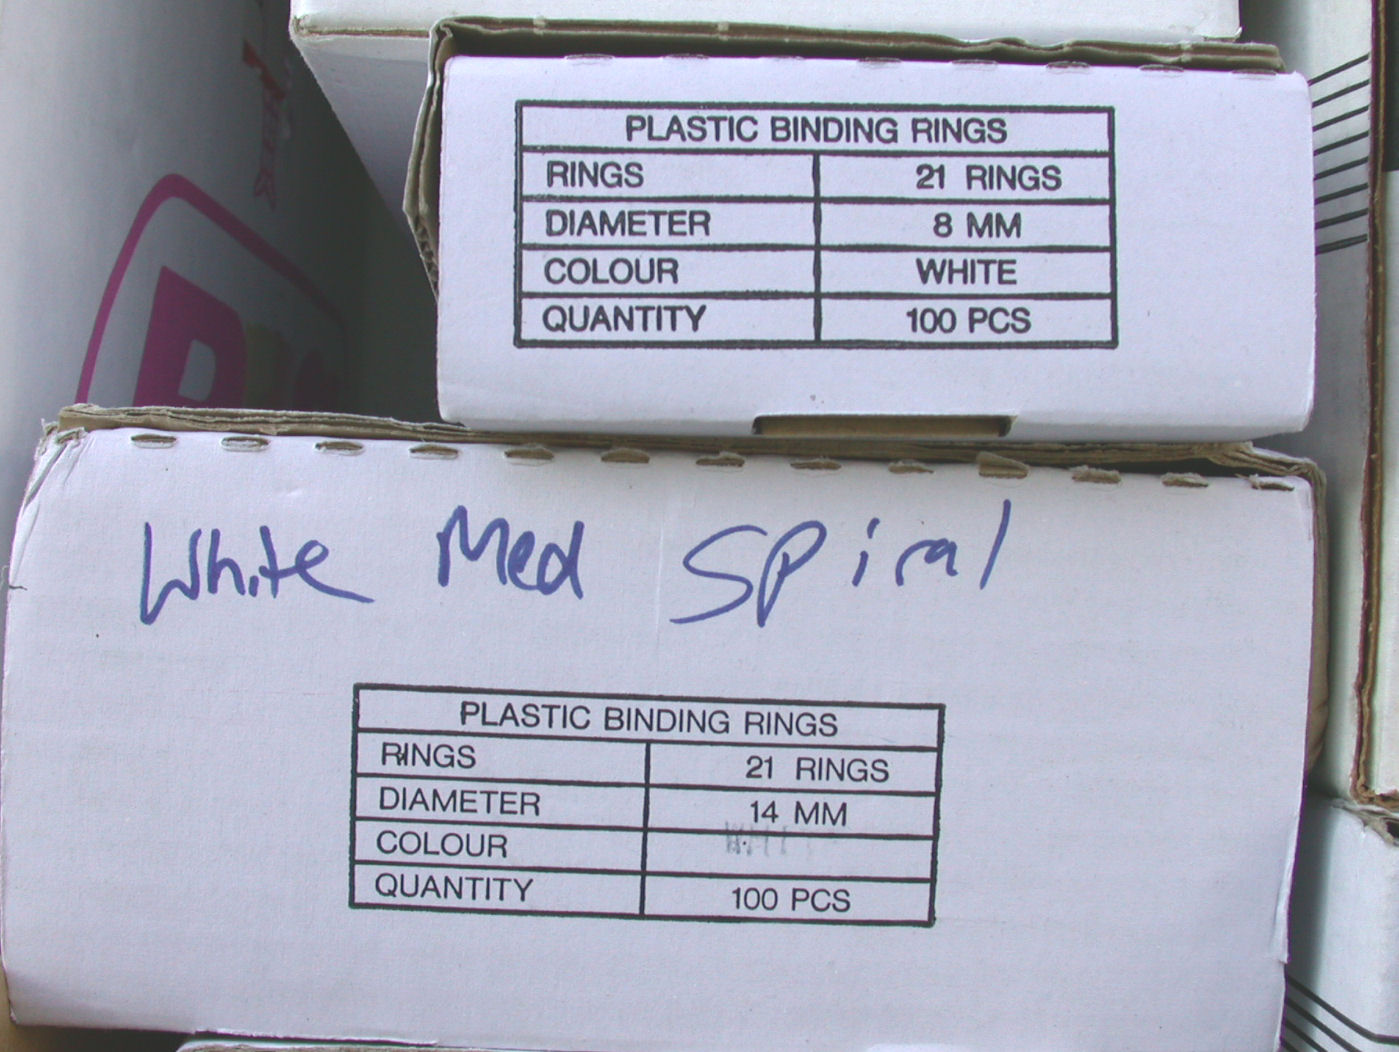 PLASTIC BINDING RINGS
RINGS 21 RINGS
DIAMETER 8 MM
COLOUR WHITE
QUANTITY 100 PCS
White Med Spiral
PLASTIC BINDING RINGS
RINGS 21 RINGS
DIAMETER 14 MM
COLOUR WHITE
QUANTITY 100 PCS